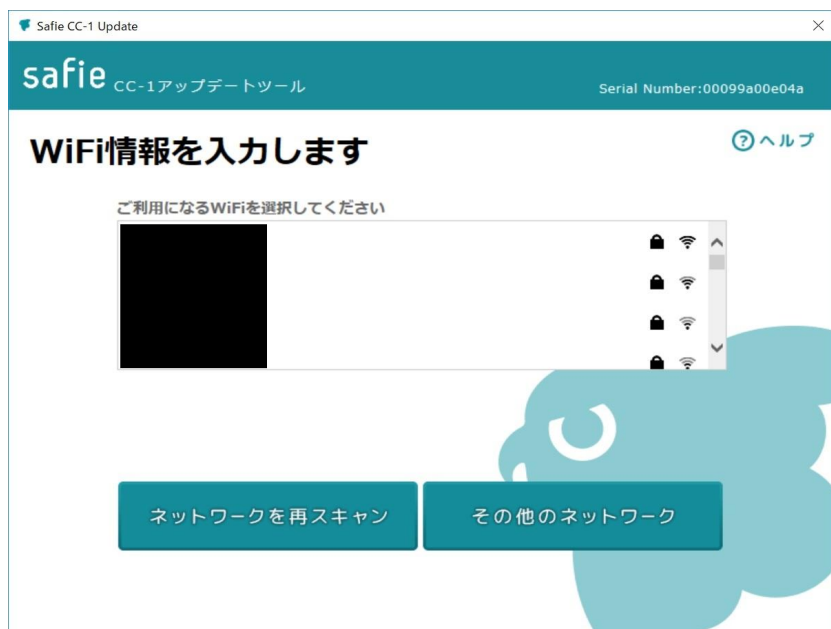 Safie CC-1 Update
safie CC-1アップデートツール
Serial Number:00099a00e04a
WiFi情報を入力します
?ヘルプ
ご利用になるWiFiを選択してください
ネットワークを再スキャン
その他のネットワーク